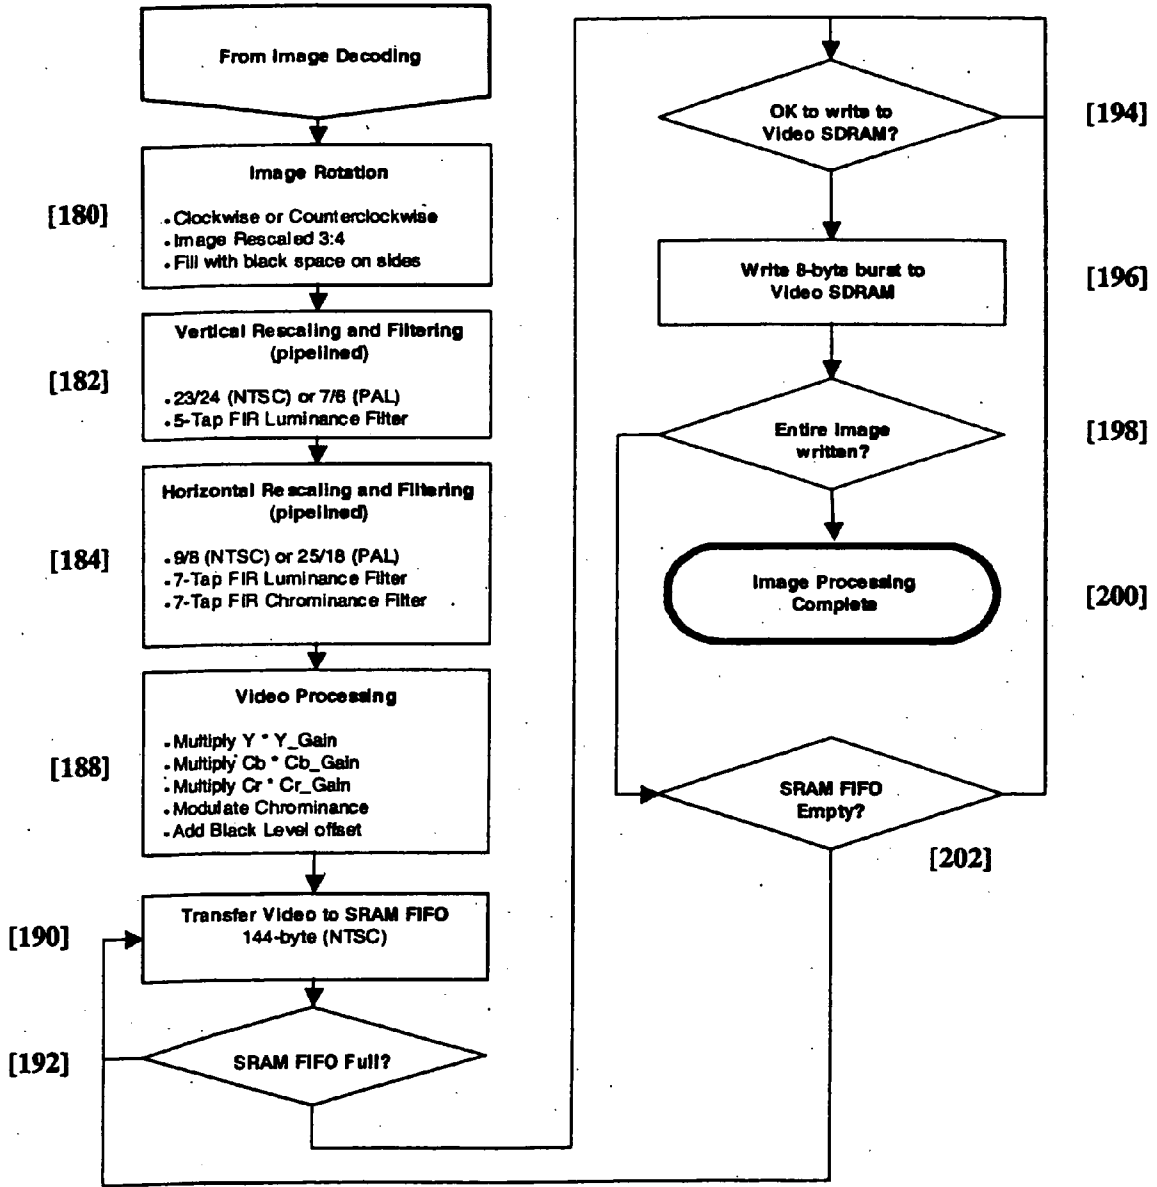 From Image Decoding
[180]
Image Rotation
• Clockwise or Counterclockwise
• Image Rescaled 3:4
• Fill with black space on sides
[182]
Vertical Rescaling and Filtering
(pipelined)
• 23/24 (NTSC) or 7/6 (PAL)
• 5-Tap FIR Luminance Filter
[184]
Horizontal Rescaling and Filtering
(pipelined)
• 9/8 (NTSC) or 25/18 (PAL)
• 7-Tap FIR Luminance Filter
• 7-Tap FIR Chrominance Filter
[188]
Video Processing
• Multiply Y * Y_Gain
• Multiply Cb * Cb_Gain
• Multiply Cr * Cr_Gain
• Modulate Chrominance
• Add Black Level offset
[190]
Transfer Video to SRAM FIFO
144-byte (NTSC)
[192]
SRAM FIFO Full?
OK to write to
Video SDRAM?
[194]
Write 8-byte burst to
Video SDRAM
[196]
Entire Image
written?
[198]
Image Processing
Complete
[200]
SRAM FIFO
Empty?
[202]